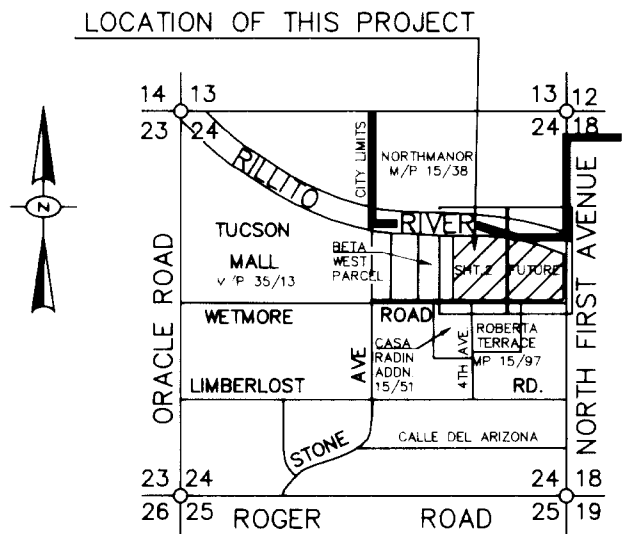 LOCATION OF THIS PROJECT
14 13
13 12
23 24
24 18
CITY LIMITS
NORTHMANOR
M/P 15/38
RILLITO
RIVER
N
TUCSON
MALL
35/13
BETA
WEST
PARCEL
SHT.2
FUTURE
ORACLE ROAD
NORTH FIRST AVENUE
WETMORE
ROAD
CASA
RADIN
ADDN.
15/51
4TH AVE
ROBERTA
TERRACE
MP 15/97
AVE
LIMBERLOST
RD.
STONE
CALLE DEL ARIZONA
23 24
24 18
26 25
25 19
ROGER
ROAD